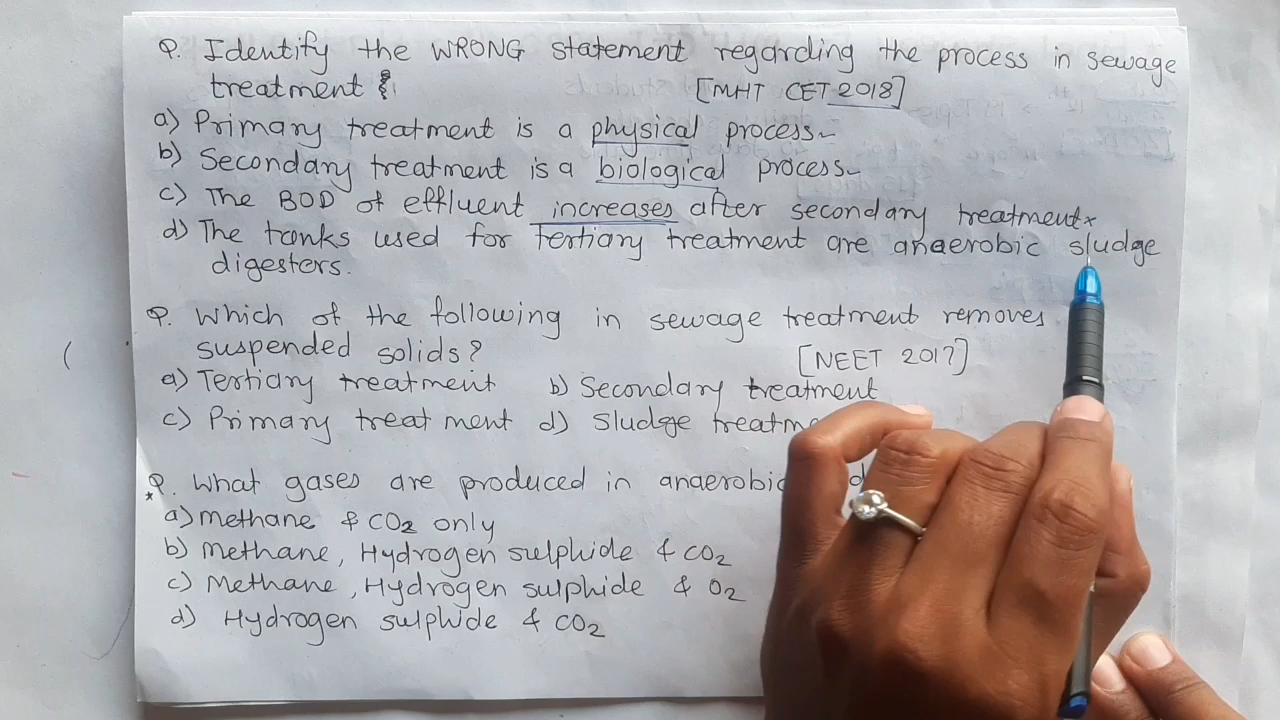 Q. Identify the WRONG statement regarding the process in sewage
treatment
[MHT CET 2018]
a) Primary treatment is a physical process
b) Secondary treatment is a biological process
c) The BOD of effluent increases after secondary treatment x
d) The tanks used for Tertiary treatment are anaerobic sludge
digesters.
Q. Which of the following in sewage treatment removes
suspended solids?
[NEET 2017]
a) Tertiary treatment b) Secondary treatment
c) Primary treatment d) Sludge
Q. What gases are produced in anaerobic
a) methane & CO2 only
b) Methane, Hydrogen sulphide & CO2
c) Methane, Hydrogen sulphide & O2
d) Hydrogen sulphide & CO2